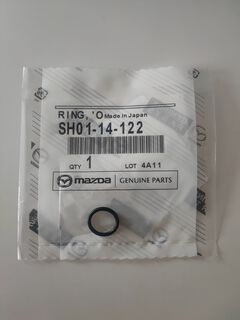 RING, 'O Made in Japan
SH01-14-122
QTY 1 LOT 4A11
mazda GENUINE PARTS